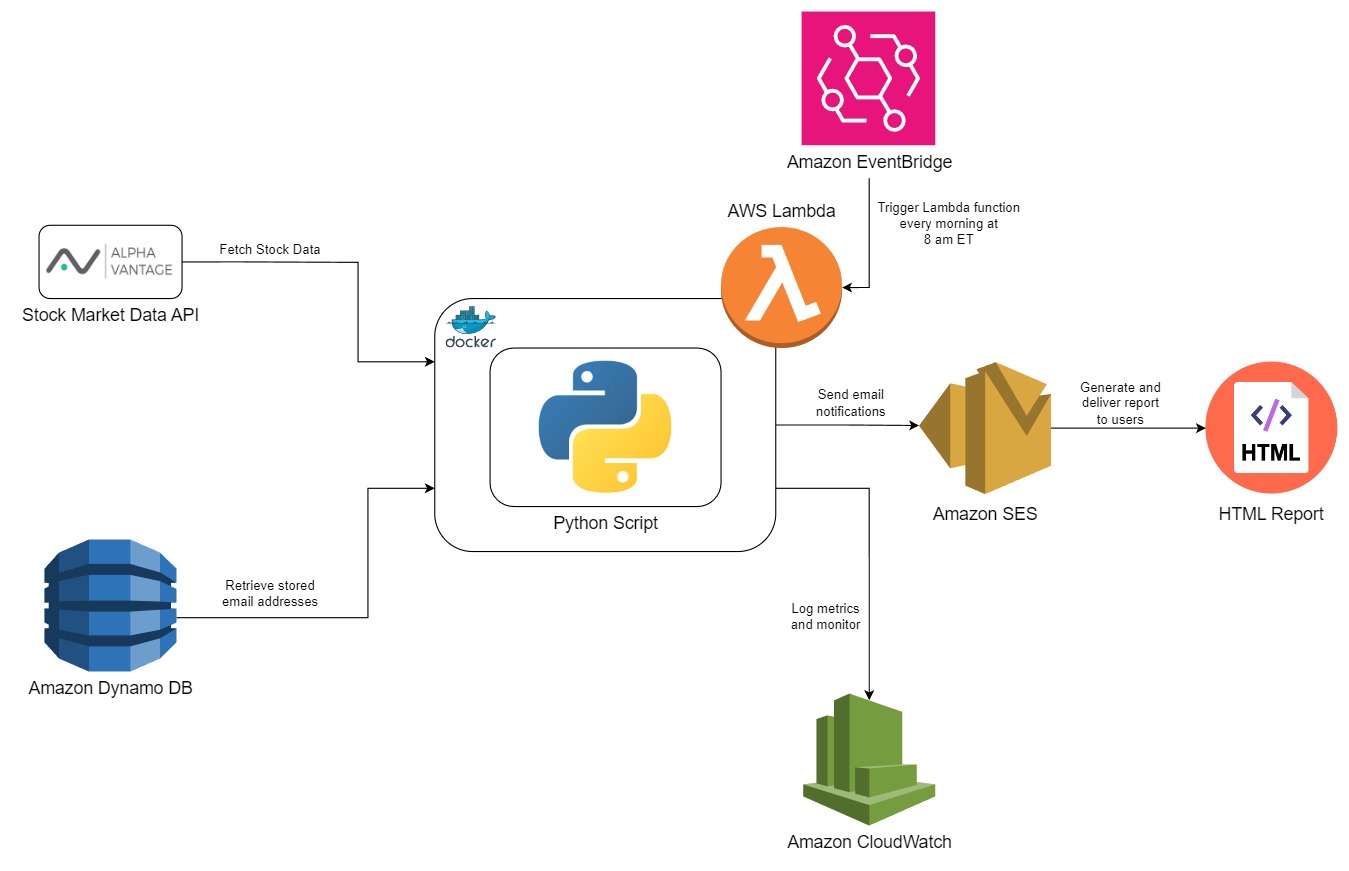 Amazon EventBridge
Trigger Lambda function
every morning at
8 am ET
AWS Lambda
ALPHA
VANTAGE
Stock Market Data API
Fetch Stock Data
docker
Python Script
Send email
notifications
Amazon SES
Generate and
deliver report
to users
</>
HTML
HTML Report
Retrieve stored
email addresses
Amazon Dynamo DB
Log metrics
and monitor
Amazon CloudWatch